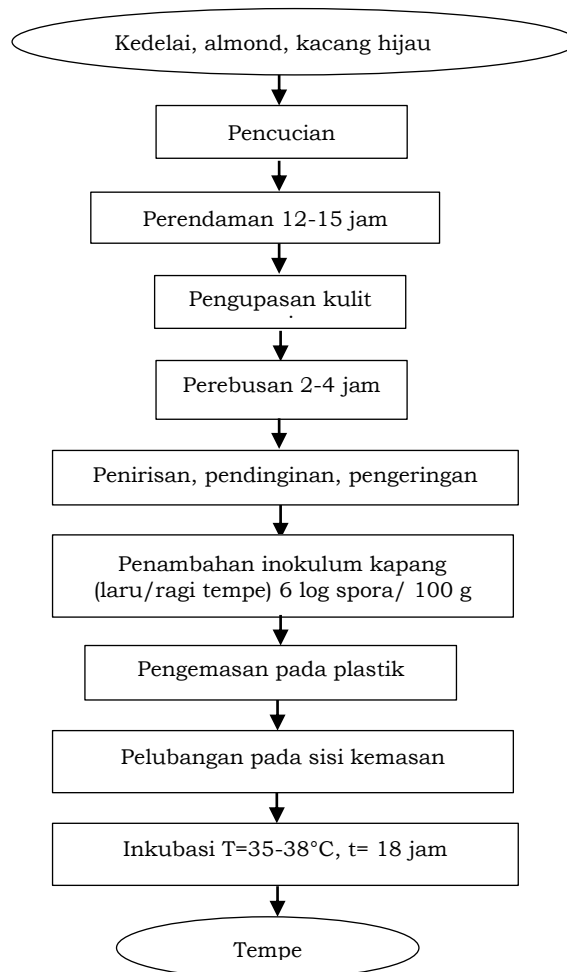 Kedelai, almond, kacang hijau
Pencucian
Perendaman 12-15 jam
Pengupasan kulit
.
Perebusan 2-4 jam
Penirisan, pendinginan, pengeringan
Penambahan inokulum kapang
(laru/ragi tempe) 6 log spora/ 100 g
Pengemasan pada plastik
Pelubangan pada sisi kemasan
Inkubasi T=35-38°C, t= 18 jam
Tempe